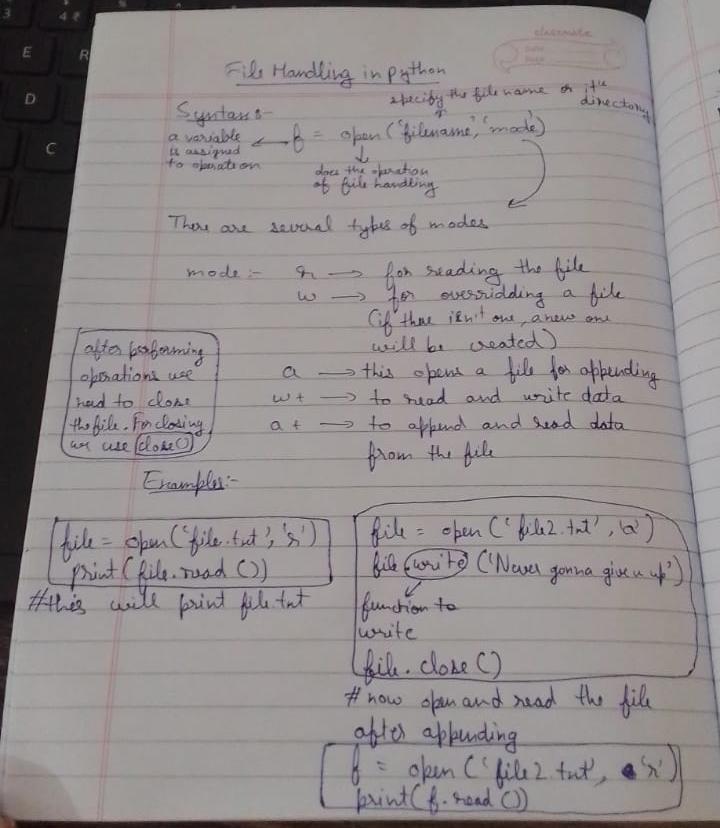 3
4 ₹
E
R
D
C
classmate
Date
Page
File Handling in python
specify the file name or it's directory
Syntax :-
f = open('filename', 'mode')
a variable
is assigned
to operation
does the operation
of file handling
There are several types of modes
mode :- r → for reading the file
w → for overridding a file
(if there isn't one, a new one
will be created)
a → this opens a file for appending
w+ → to read and write data
a+ → to append and read data
from the file
after performing
operations we
need to close
the file. For closing
we use close()
Examples:-
file = open('file.txt', 'r')
print(file.read())
#this will print file.txt
file = open('file2.txt', 'a')
file.write('Never gonna give u up')
function to
write
file.close()
# now open and read the file
after appending
f = open('file2.txt', 'r')
print(f.read())